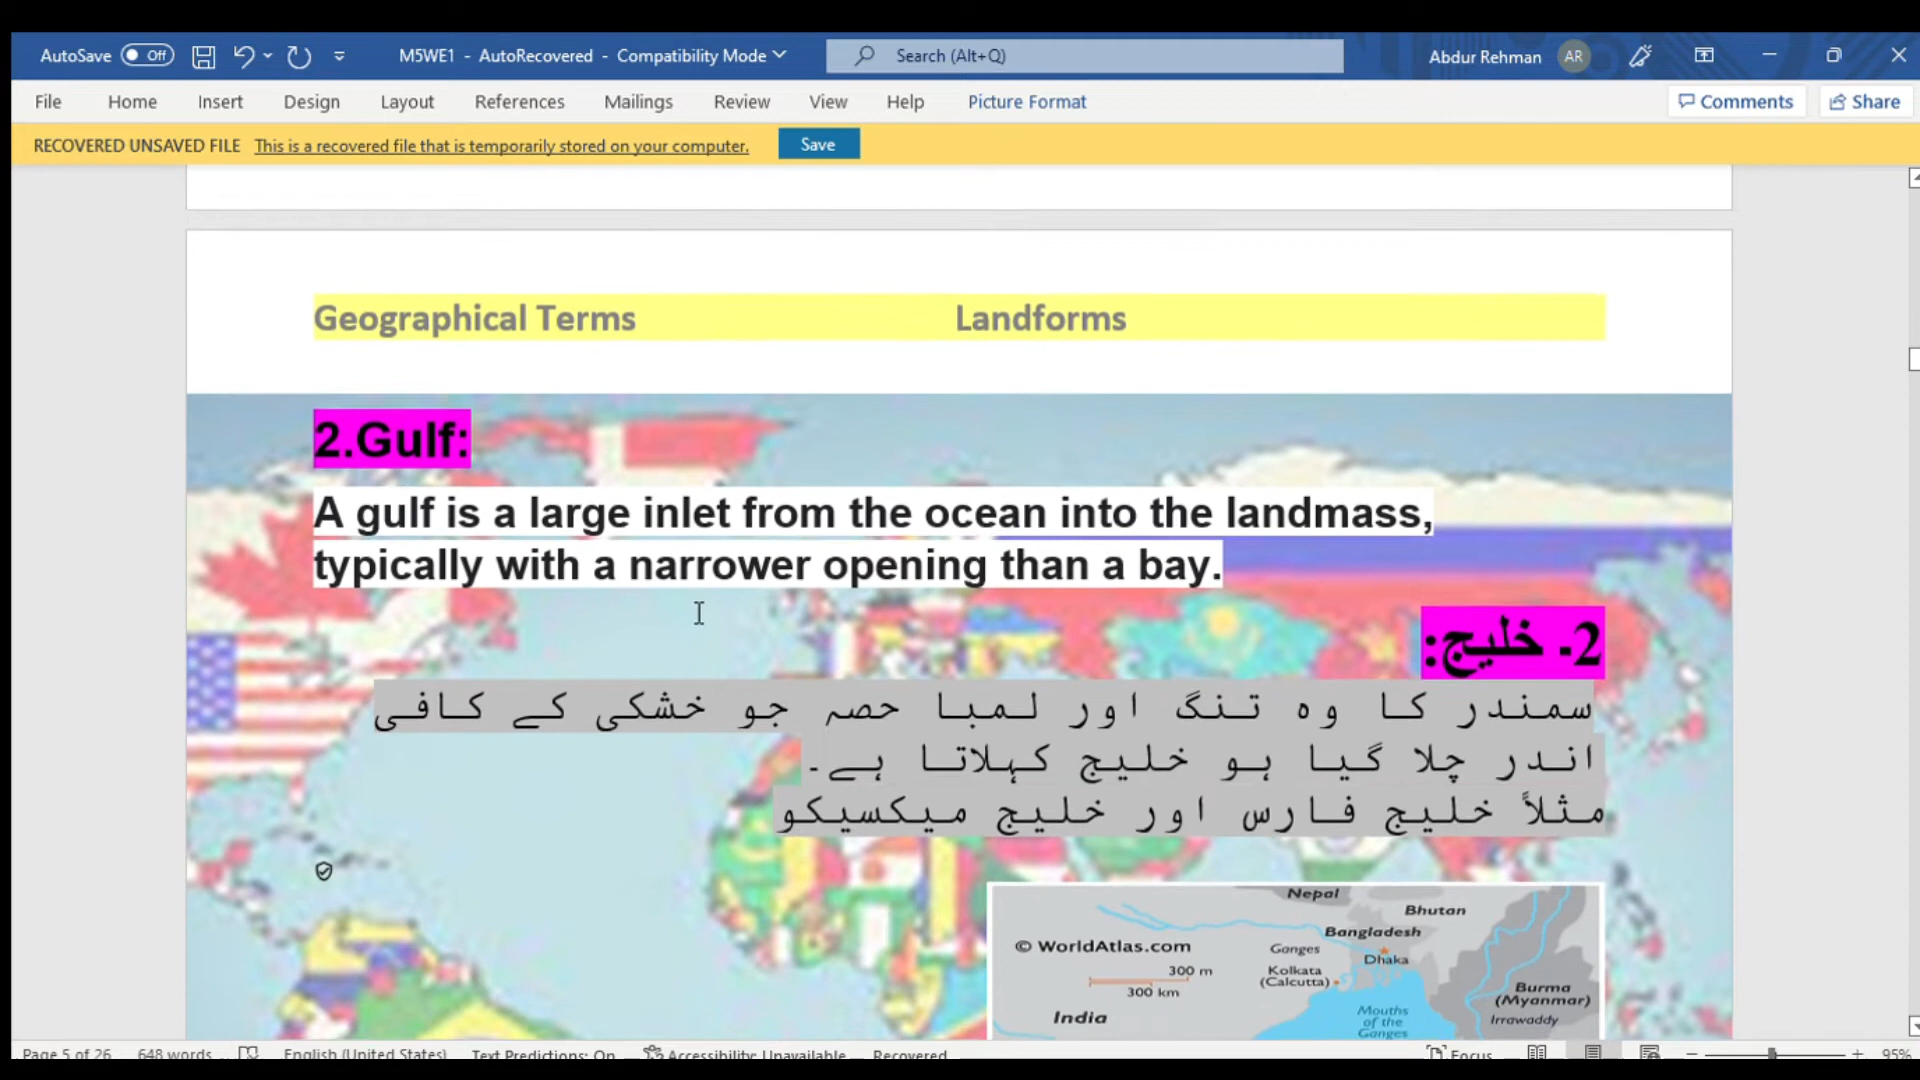 AutoSave Off M5WE1 - AutoRecovered - Compatibility Mode Search (Alt+Q) Abdur Rehman AR
File Home Insert Design Layout References Mailings Review View Help Picture Format Comments Share
RECOVERED UNSAVED FILE This is a recovered file that is temporarily stored on your computer. Save
Geographical Terms Landforms
2.Gulf:
A gulf is a large inlet from the ocean into the landmass,
typically with a narrower opening than a bay.
2- خلیج:
سمندر کا وہ تنگ اور لمبا حصہ جو خشکی کے کافی
اندر چلا گیا ہو خلیج کہلاتا ہے۔
مثلاً خلیج فارس اور خلیج میکسیکو
Nepal
Bhutan
Bangladesh
© WorldAtlas.com
Ganges
Dhaka
300 m
Kolkata
(Calcutta)
300 km
Burma
(Myanmar)
India
Mouths
of the
Ganges
Irrawaddy
Page 5 of 26 648 words English (United States) Text Predictions: On Accessibility: Unavailable Recovered Focus 95%